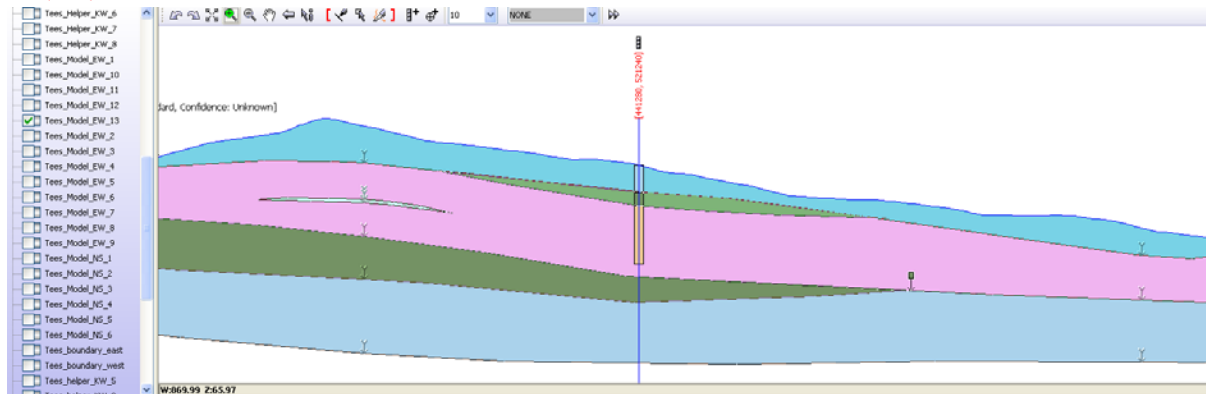 Tees_Helper_KW_6
Tees_Helper_KW_7
Tees_Helper_KW_8
Tees_Model_EW_1
Tees_Model_EW_10
Tees_Model_EW_11
Tees_Model_EW_12
Tees_Model_EW_13
Tees_Model_EW_2
Tees_Model_EW_3
Tees_Model_EW_4
Tees_Model_EW_5
Tees_Model_EW_6
Tees_Model_EW_7
Tees_Model_EW_8
Tees_Model_EW_9
Tees_Model_NS_1
Tees_Model_NS_2
Tees_Model_NS_3
Tees_Model_NS_4
Tees_Model_NS_5
Tees_Model_NS_6
Tees_boundary_east
Tees_boundary_west
Tees_helper_KW_5
10
NONE
dard, Confidence: Unknown]
[441280, 521240]
W:869.99 Z:65.97